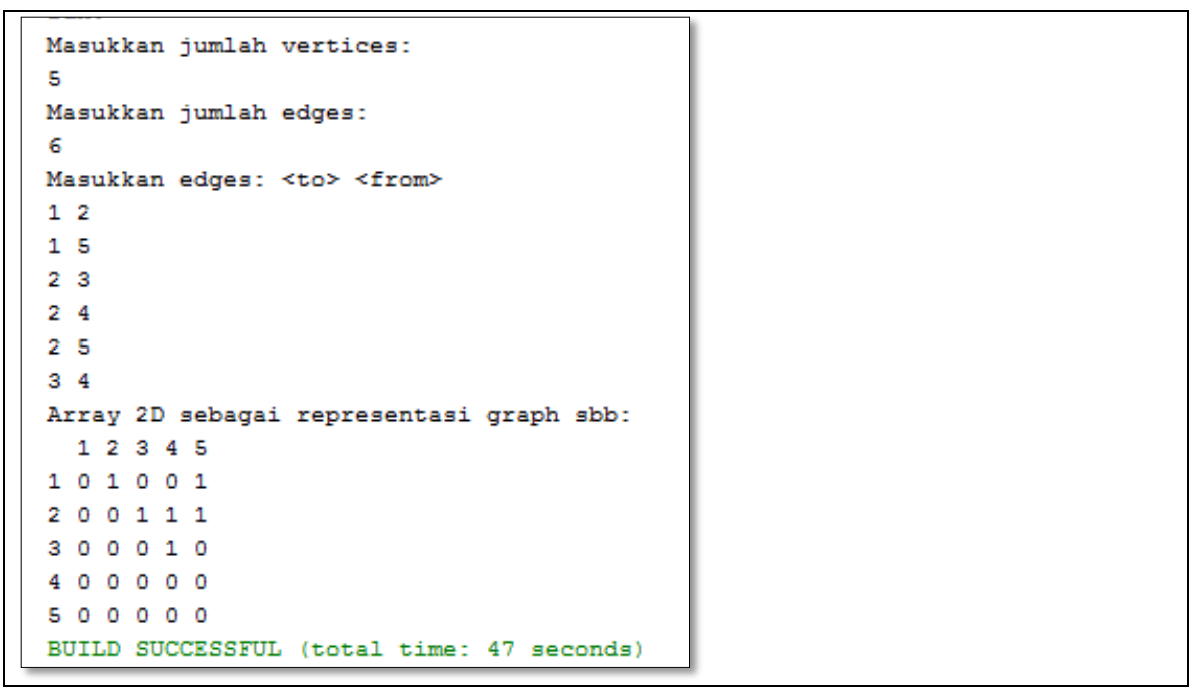 Masukkan jumlah vertices:
5
Masukkan jumlah edges:
6
Masukkan edges: <to> <from>
1 2
1 5
2 3
2 4
2 5
3 4
Array 2D sebagai representasi graph sbb:
  1 2 3 4 5
1 0 1 0 0 1
2 0 0 1 1 1
3 0 0 0 1 0
4 0 0 0 0 0
5 0 0 0 0 0
BUILD SUCCESSFUL (total time: 47 seconds)